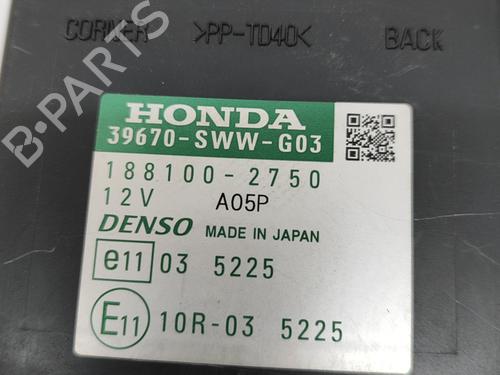 CORNER >PP-TD40< BACK
HONDA
39670-SWW-G03
188100-2750
12V A05P
DENSO MADE IN JAPAN
e11 03 5225
E11 10R-03 5225
B-PARTS